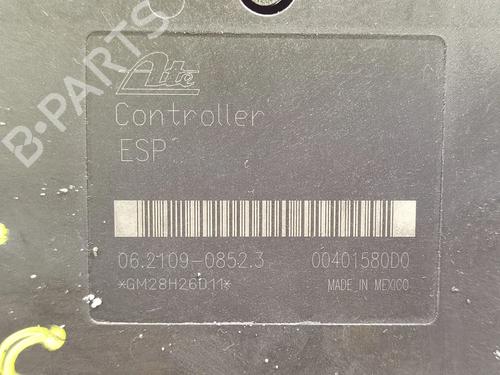 B-PARTS
Ate
Controller
ESP
06.2109-0852.3 00401580D0
*GM28H26D11* MADE IN MEXICO